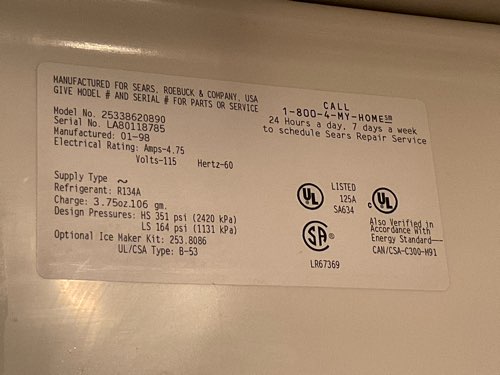 MANUFACTURED FOR SEARS, ROEBUCK & COMPANY, USA
GIVE MODEL # AND SERIAL # FOR PARTS OR SERVICE
Model No. 25338620890
Serial No. LA80118785
Manufactured: 01-98
Electrical Rating: Amps-4.75
Volts-115 Hertz-60
Supply Type ~
Refrigerant: R134A
Charge: 3.75oz.106 gm.
Design Pressures: HS 351 psi (2420 kPa)
LS 164 psi (1131 kPa)
Optional Ice Maker Kit: 253.8086
UL/CSA Type: B-53
CALL
1-800-4-MY-HOME SM
24 Hours a day, 7 days a week
to schedule Sears Repair Service
UL ®
LISTED
125A
SA634
c UL
SA ®
LR67369
Also Verified in
Accordance With
Energy Standard
CAN/CSA-C300-M91